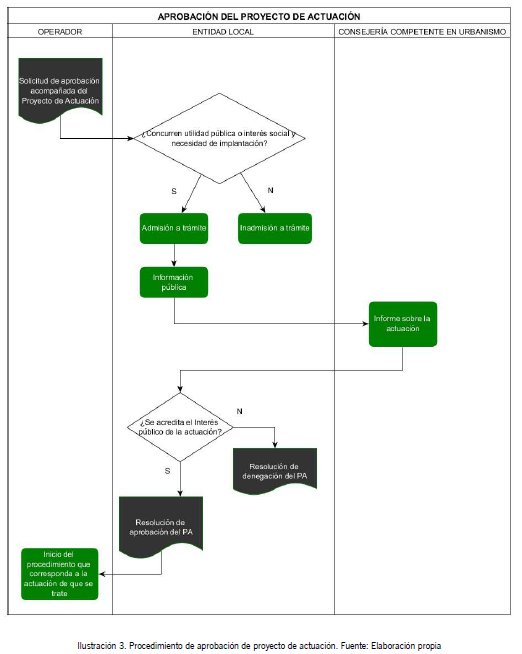 APROBACIÓN DEL PROYECTO DE ACTUACIÓN
OPERADOR
ENTIDAD LOCAL
CONSEJERÍA COMPETENTE EN URBANISMO
Solicitud de aprobación
acompañada del
Proyecto de Actuación
¿Concurren utilidad pública o interés social y
necesidad de implantación?
S
N
Admisión a trámite
Inadmisión a trámite
Información
pública
Informe sobre la
actuación
¿Se acredita el Interés
público de la actuación?
N
S
Resolución de
denegación del PA
Resolución de
aprobación del PA
Inicio del
procedimiento que
corresponda a la
actuación de que se
trate
Ilustración 3. Procedimiento de aprobación de proyecto de actuación. Fuente: Elaboración propia